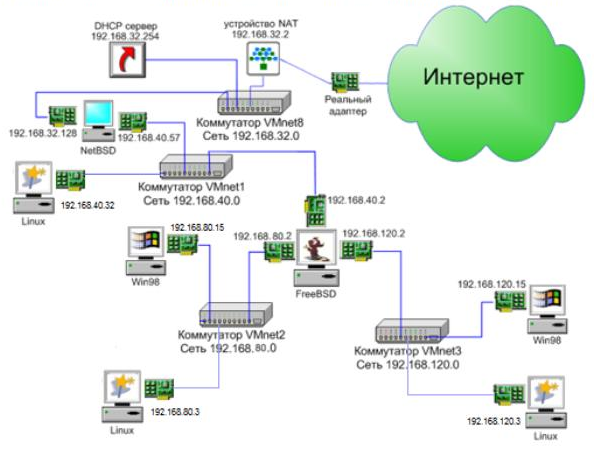 DHCP сервер
192.168.32.254
устройство NAT
192.168.32.2
Интернет
Реальный
адаптер
Коммутатор VMnet8
Сеть 192.168.32.0
192.168.32.128
NetBSD
192.168.40.57
Коммутатор VMnet1
Сеть 192.168.40.0
192.168.40.32
Linux
192.168.40.2
192.168.80.15
Win98
192.168.80.2
192.168.120.2
FreeBSD
192.168.120.15
Win98
Коммутатор VMnet2
Сеть 192.168.80.0
Коммутатор VMnet3
Сеть 192.168.120.0
192.168.80.3
Linux
192.168.120.3
Linux